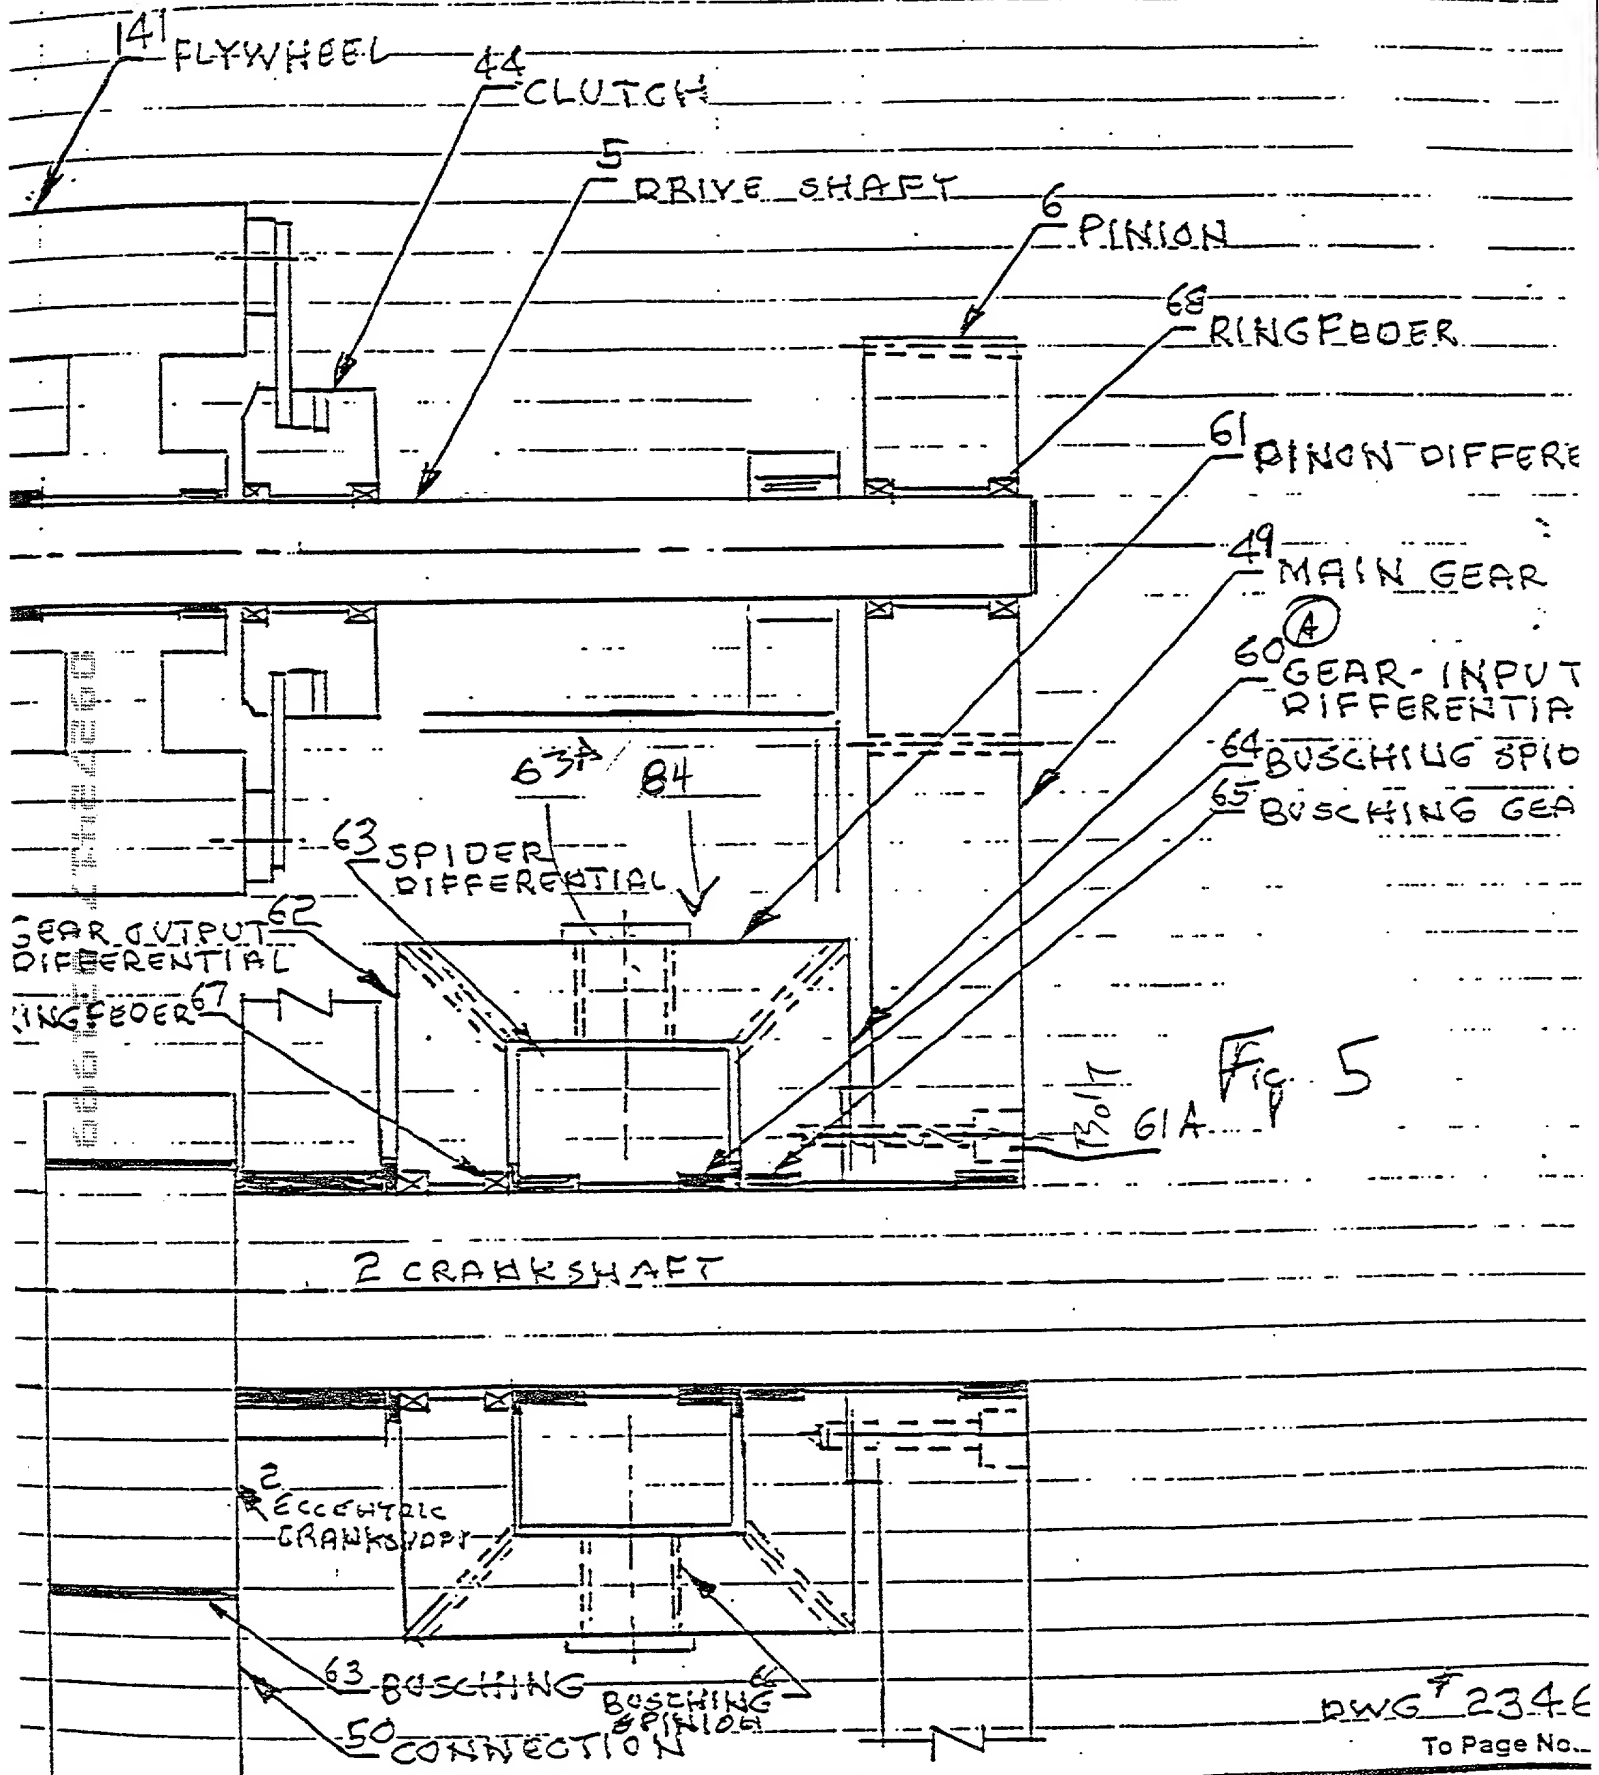 141 FLYWHEEL
44 CLUTCH
5 DRIVE SHAFT
6 PINION
68 RINGFEDER
61 PINON DIFFERE
49 MAIN GEAR
A
60 GEAR-INPUT
DIFFERENTIA
64 BUSCHING SPID
65 BUSCHING GEA
63A 84
63 SPIDER
DIFFERENTIAL
62
GEAR OUTPUT
DIFFERENTIAL
INGFEDER 67
Fig. 5
Bolt 61A
2 CRANKSHAFT
2
ECCENTRIC
CRANKSHAFT
63 BUSCHING
BUSCHING
PINION
50 CONNECTION
DWG # 2346
To Page No.